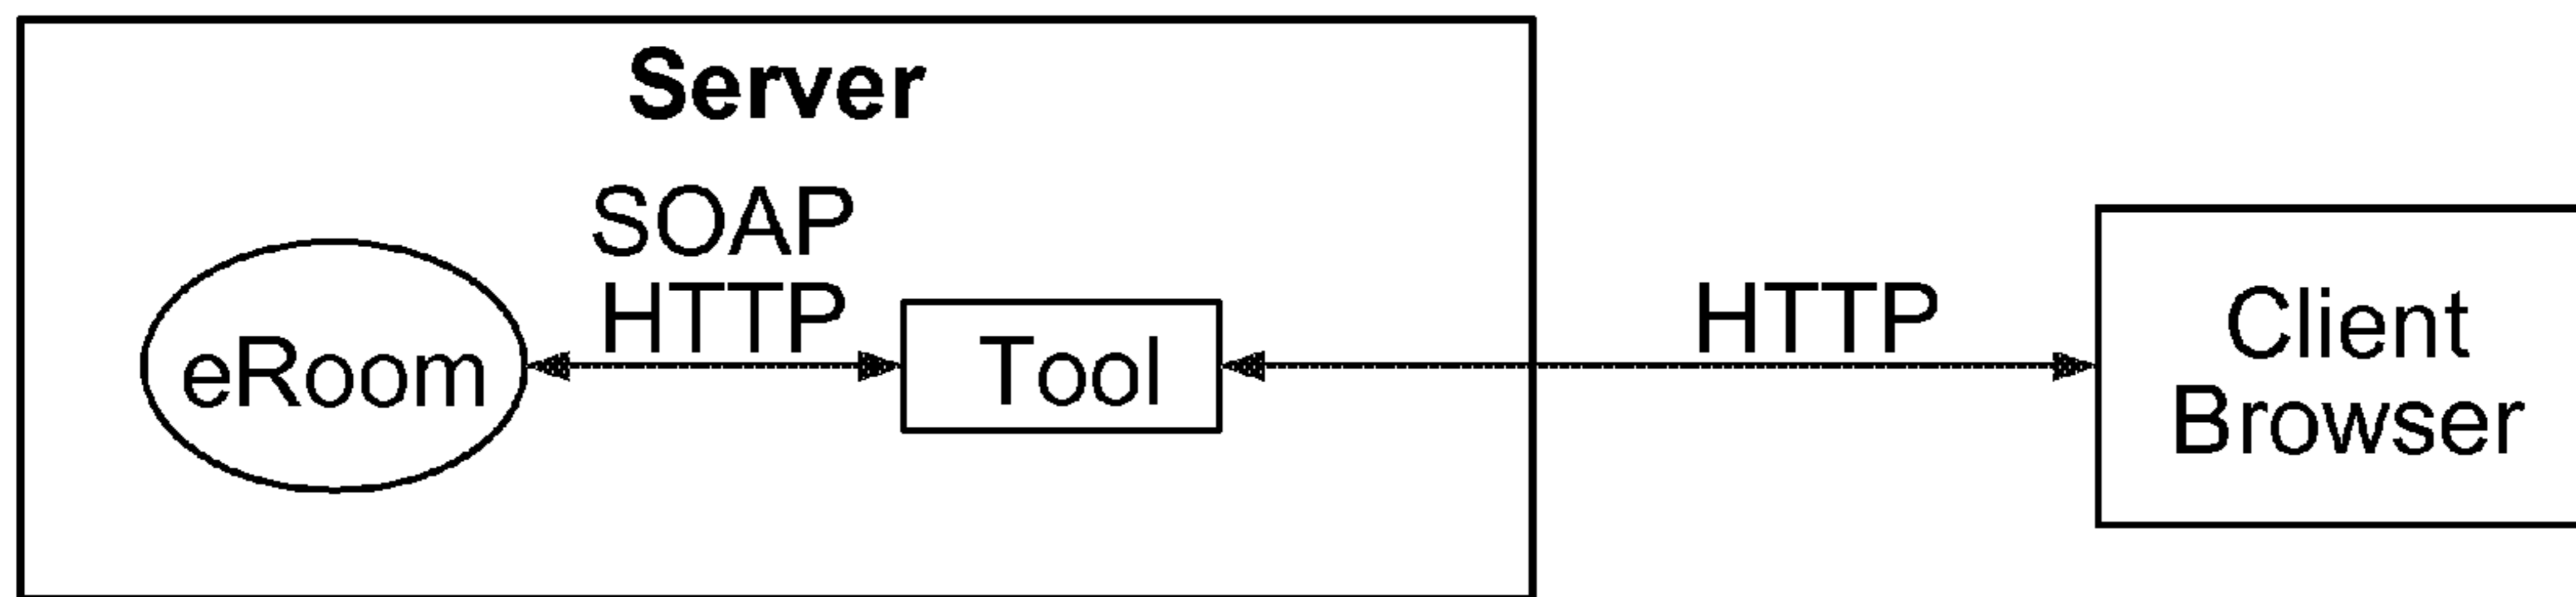 Server
SOAP
HTTP
eRoom
Tool
HTTP
Client
Browser